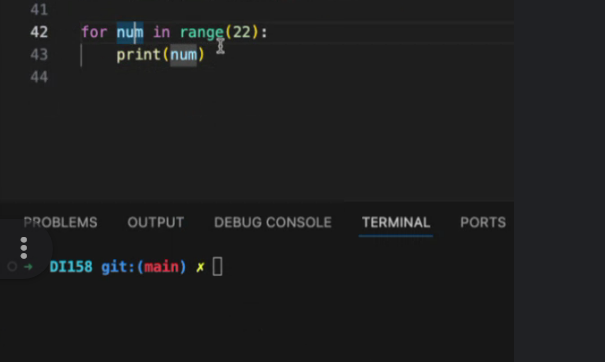 41
42 for num in range(22):
43 print(num)
44
PROBLEMS OUTPUT DEBUG CONSOLE TERMINAL PORTS
→ DI158 git:(main) ✗